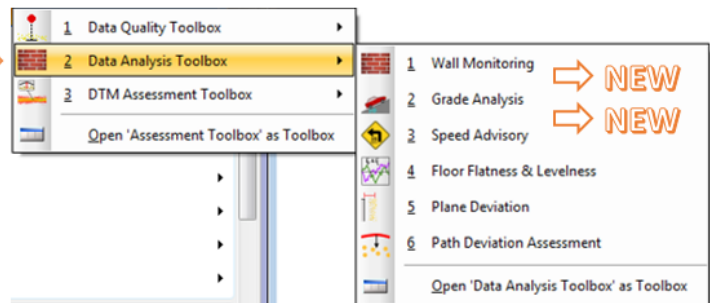 1 Data Quality Toolbox
2 Data Analysis Toolbox
3 DTM Assessment Toolbox
Open 'Assessment Toolbox' as Toolbox
1 Wall Monitoring NEW
2 Grade Analysis NEW
3 Speed Advisory
4 Floor Flatness & Levelness
5 Plane Deviation
6 Path Deviation Assessment
Open 'Data Analysis Toolbox' as Toolbox